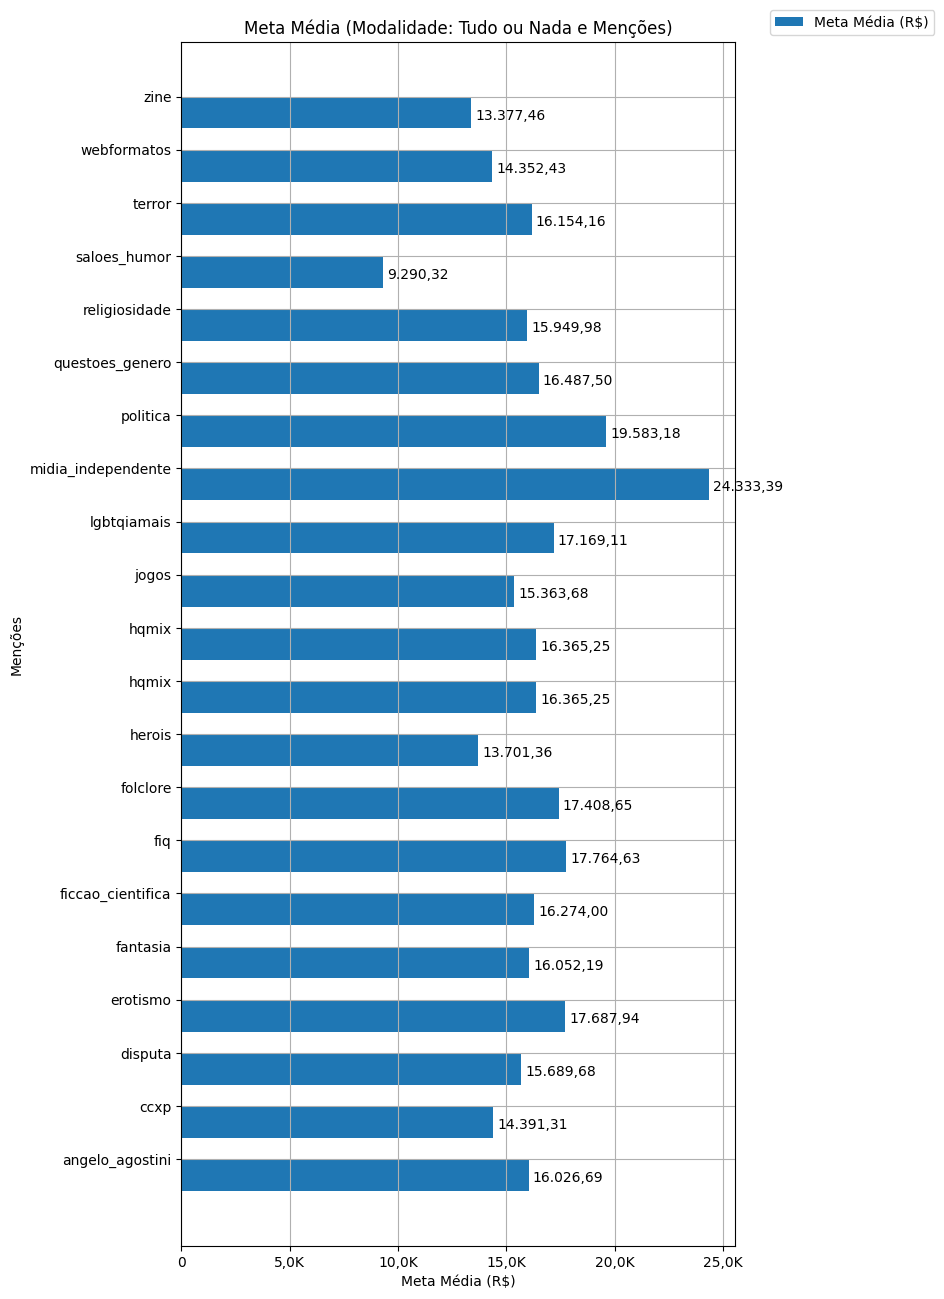 Meta Média (Modalidade: Tudo ou Nada e Menções)
Meta Média (R$)
zine 13.377,46
webformatos 14.352,43
terror 16.154,16
saloes_humor 9.290,32
religiosidade 15.949,98
questoes_genero 16.487,50
politica 19.583,18
midia_independente 24.333,39
lgbtqiamais 17.169,11
jogos 15.363,68
hqmix 16.365,25
hqmix 16.365,25
herois 13.701,36
folclore 17.408,65
fiq 17.764,63
ficcao_cientifica 16.274,00
fantasia 16.052,19
erotismo 17.687,94
disputa 15.689,68
ccxp 14.391,31
angelo_agostini 16.026,69
Menções
0 5,0K 10,0K 15,0K 20,0K 25,0K
Meta Média (R$)